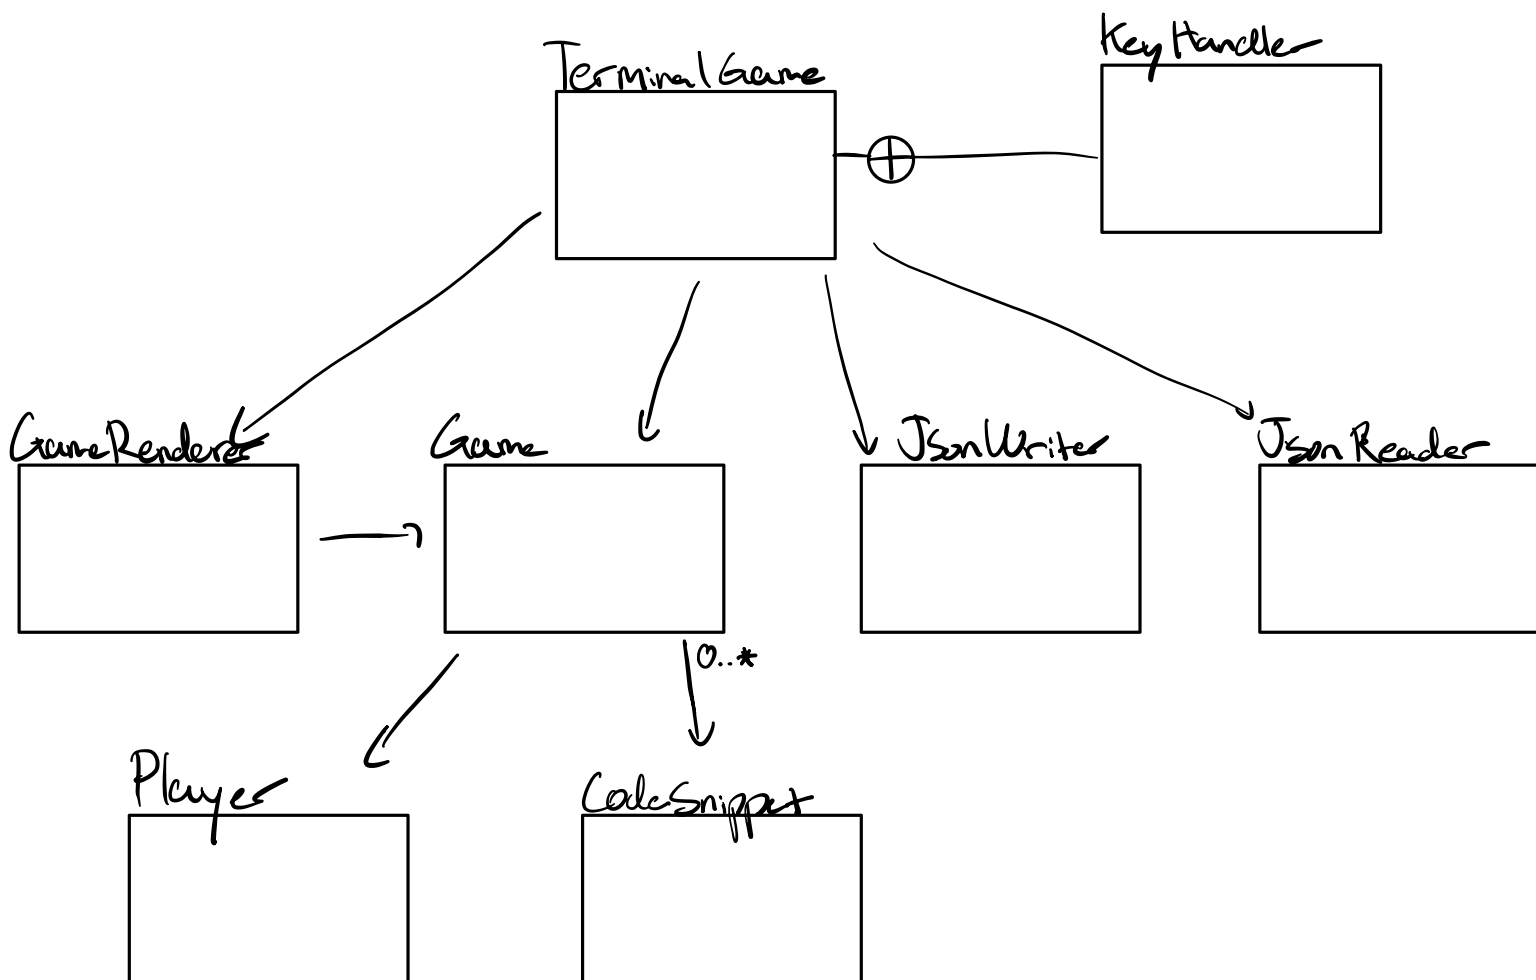 KeyHandler
TerminalGame
GameRenderer
Game
JsonWriter
JsonReader
0..*
Player
CodeSnippet